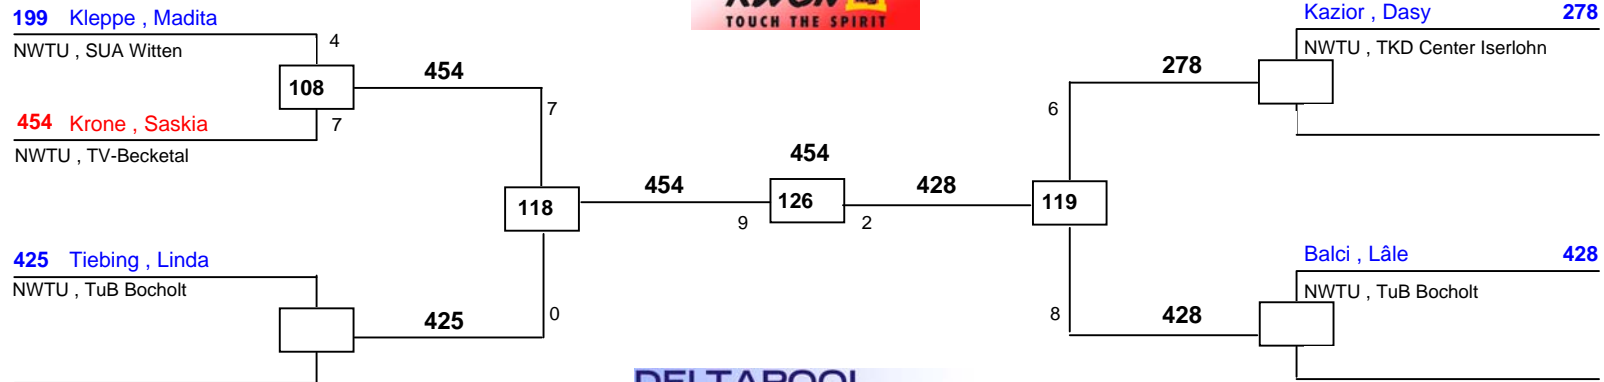 KWON
TOUCH THE SPIRIT
199 Kleppe , Madita
NWTU , SUA Witten
4
108
454
7
454 Krone , Saskia
NWTU , TV-Becketal
7
118
454
9
454
126
428
2
425 Tiebing , Linda
NWTU , TuB Bocholt
425
0
Kazior , Dasy 278
NWTU , TKD Center Iserlohn
278
6
119
Balci , Lâle 428
NWTU , TuB Bocholt
428
8
DELTAPOOL